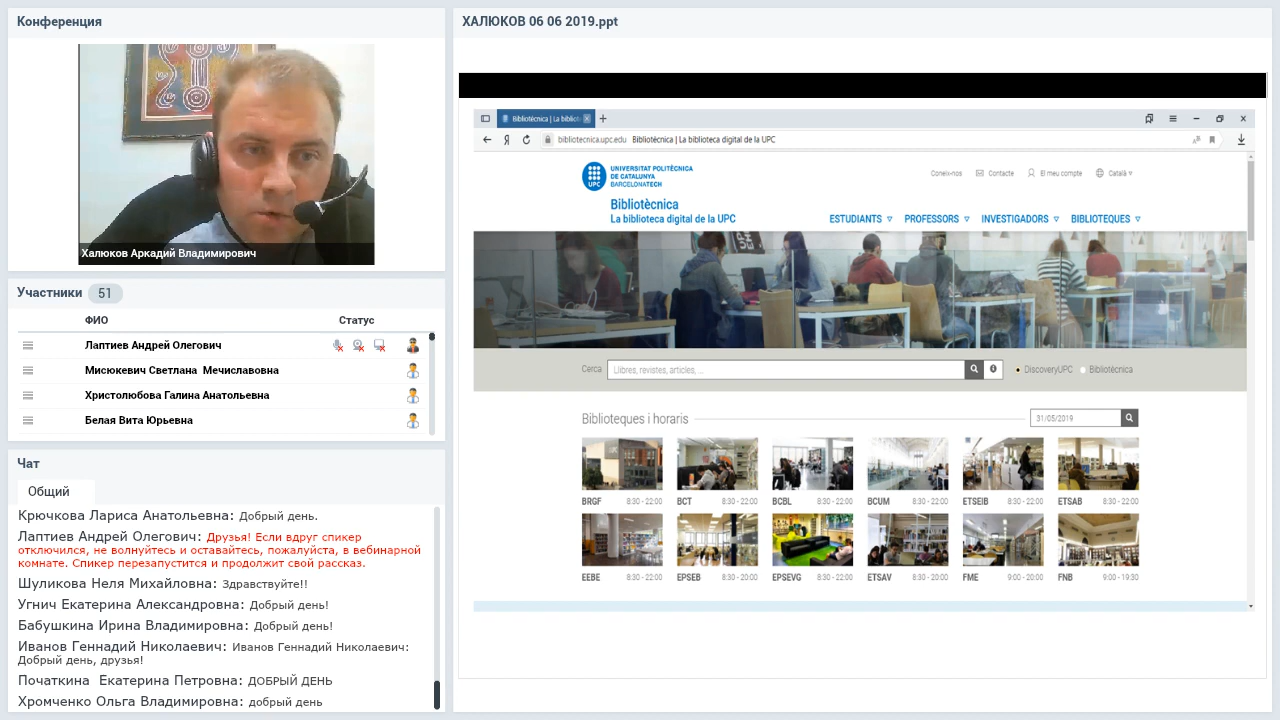 Конференция
Халюков Аркадий Владимирович
Участники 51
ФИО Статус
Лаптиев Андрей Олегович
Мисюкевич Светлана Мечиславовна
Христолюбова Галина Анатольевна
Белая Вита Юрьевна
Чат
Общий
Крючкова Лариса Анатольевна: Добрый день.
Лаптиев Андрей Олегович: Друзья! Если вдруг спикер
отключился, не волнуйтесь и оставайтесь, пожалуйста, в вебинарной
комнате. Спикер перезапустится и продолжит свой рассказ.
Шуликова Неля Михайловна: Здравствуйте!!
Угнич Екатерина Александровна: Добрый день!
Бабушкина Ирина Владимировна: Добрый день!
Иванов Геннадий Николаевич: Иванов Геннадий Николаевич:
Добрый день, друзья!
Початкина Екатерина Петровна: ДОБРЫЙ ДЕНЬ
Хромченко Ольга Владимировна: добрый день
ХАЛЮКОВ 06 06 2019.ppt
Bibliotècnica | La bibliot
bibliotecnica.upc.edu Bibliotècnica | La biblioteca digital de la UPC
UPC
UNIVERSITAT POLITÈCNICA
DE CATALUNYA
BARCELONATECH
Coneix-nos Contacte El meu compte Català
Bibliotècnica
La biblioteca digital de la UPC
ESTUDIANTS PROFESSORS INVESTIGADORS BIBLIOTEQUES
Cerca Llibres, revistes, articles, ... DiscoveryUPC Bibliotècnica
Biblioteques i horaris 31/05/2019
BRGF 8:30 - 22:00 BCT 8:30 - 22:00 BCBL 8:30 - 22:00 BCUM 8:30 - 22:00 ETSEIB 8:30 - 22:00 ETSAB 8:30 - 22:00
EEBE 8:30 - 22:00 EPSEB 8:30 - 20:00 EPSEVG 8:30 - 22:00 ETSAV 8:30 - 20:00 FME 9:00 - 20:00 FNB 9:00 - 19:30